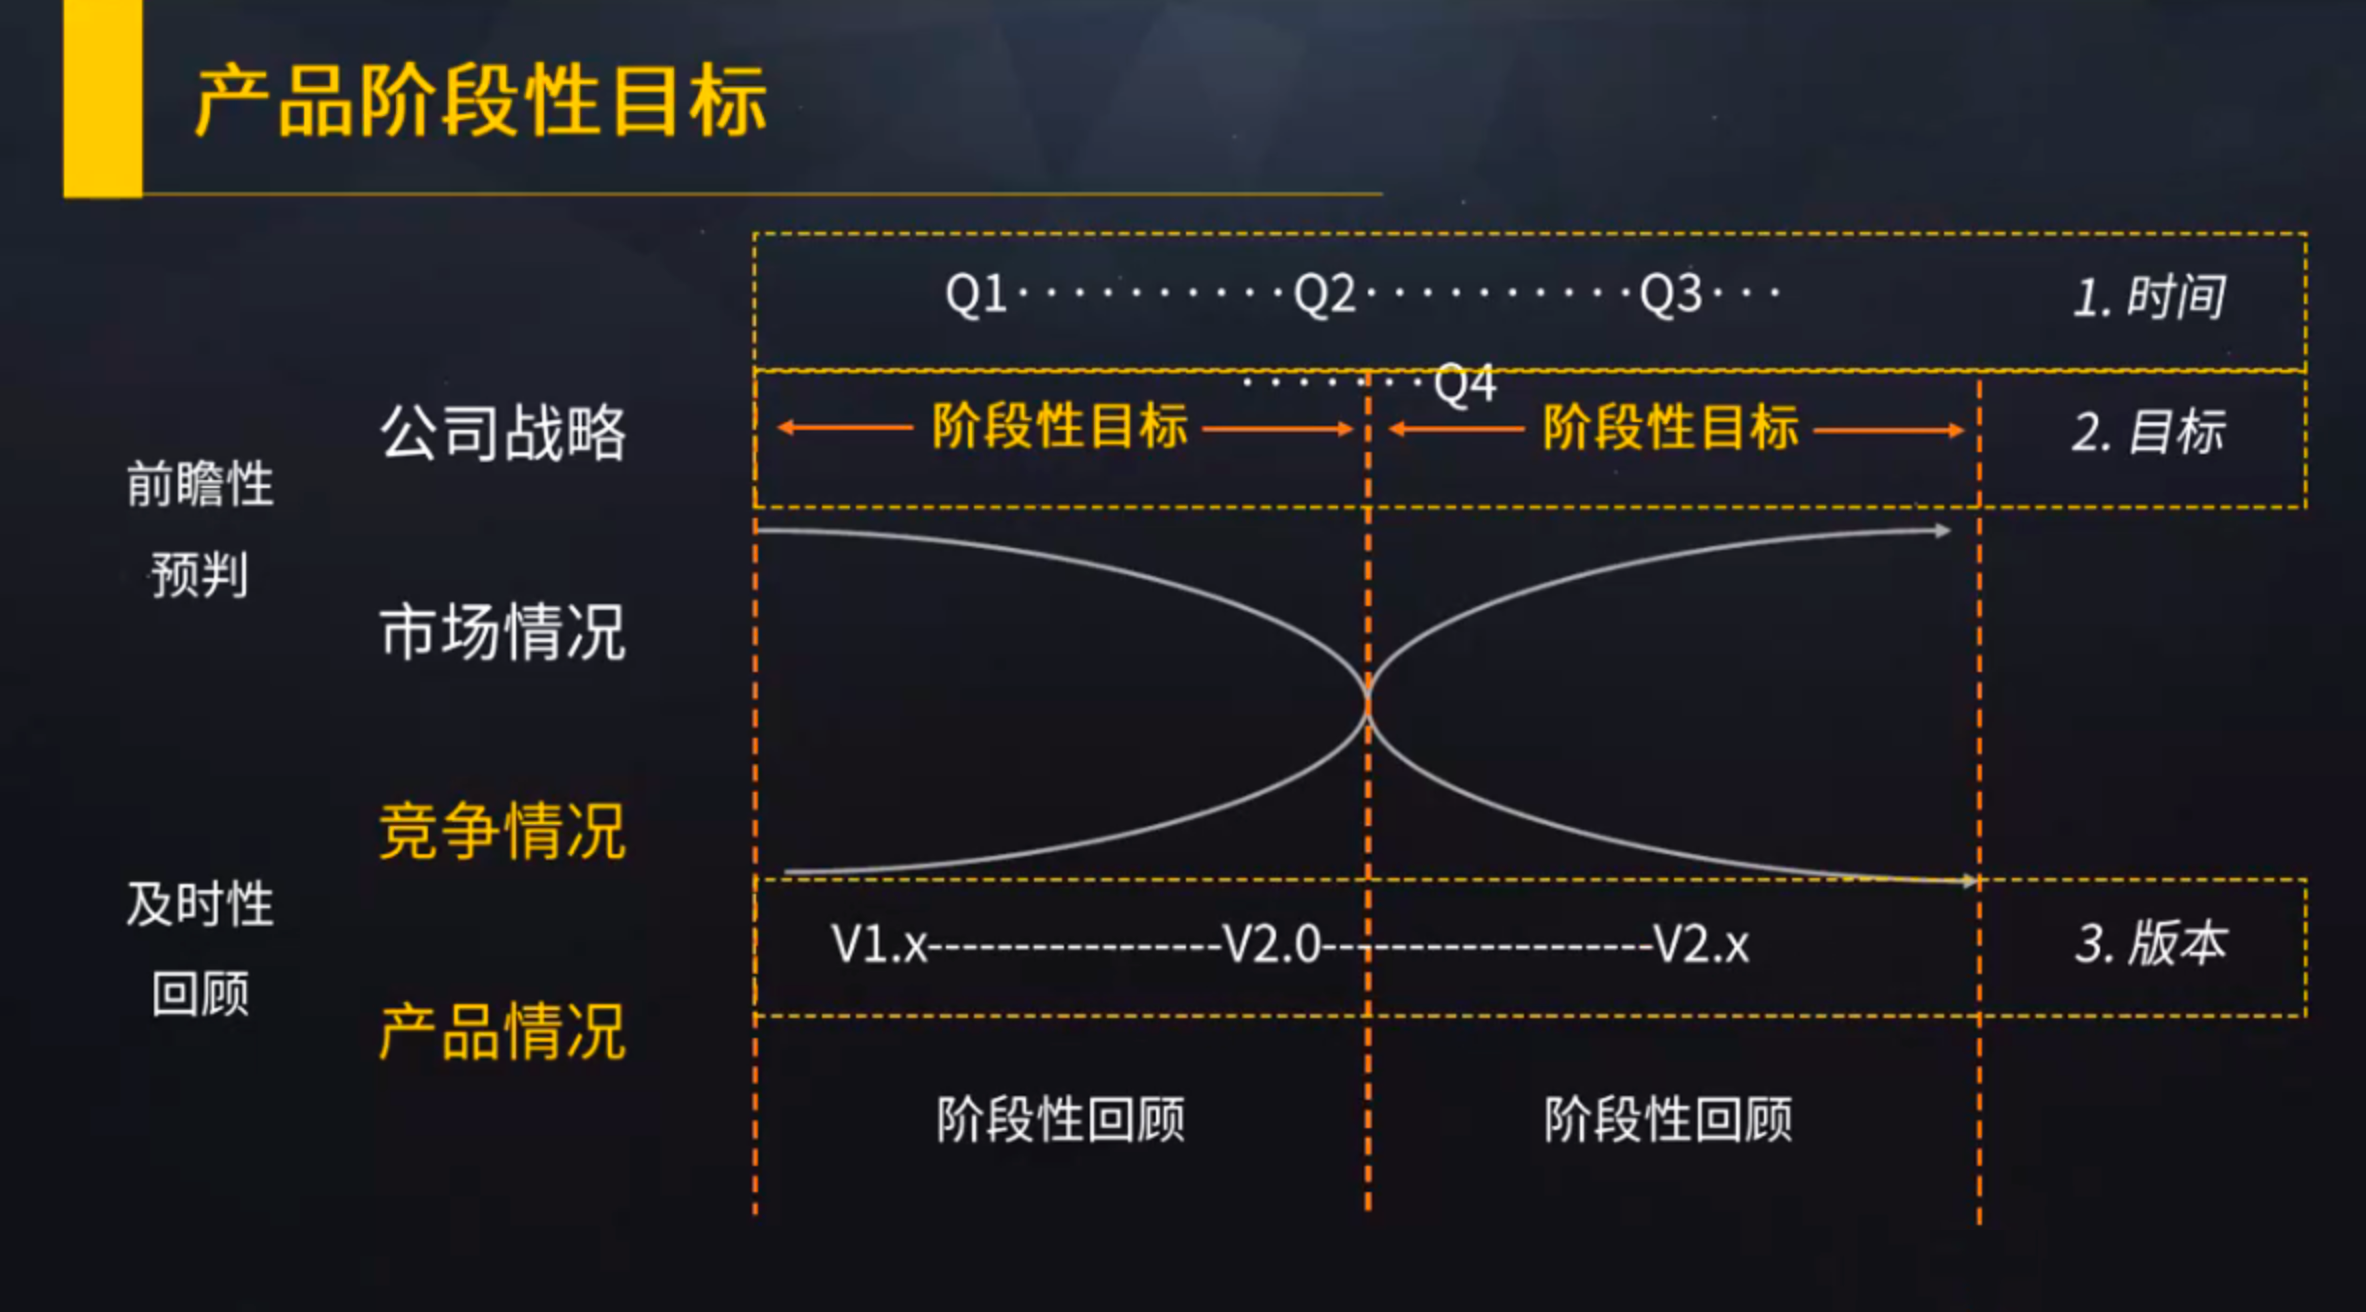 产品阶段性目标
Q1··········Q2··········Q3···
·······Q4
1. 时间
公司战略
阶段性目标
阶段性目标
2. 目标
前瞻性
预判
市场情况
竞争情况
及时性
回顾
V1.x-----------------V2.0-------------------V2.x
3. 版本
产品情况
阶段性回顾
阶段性回顾